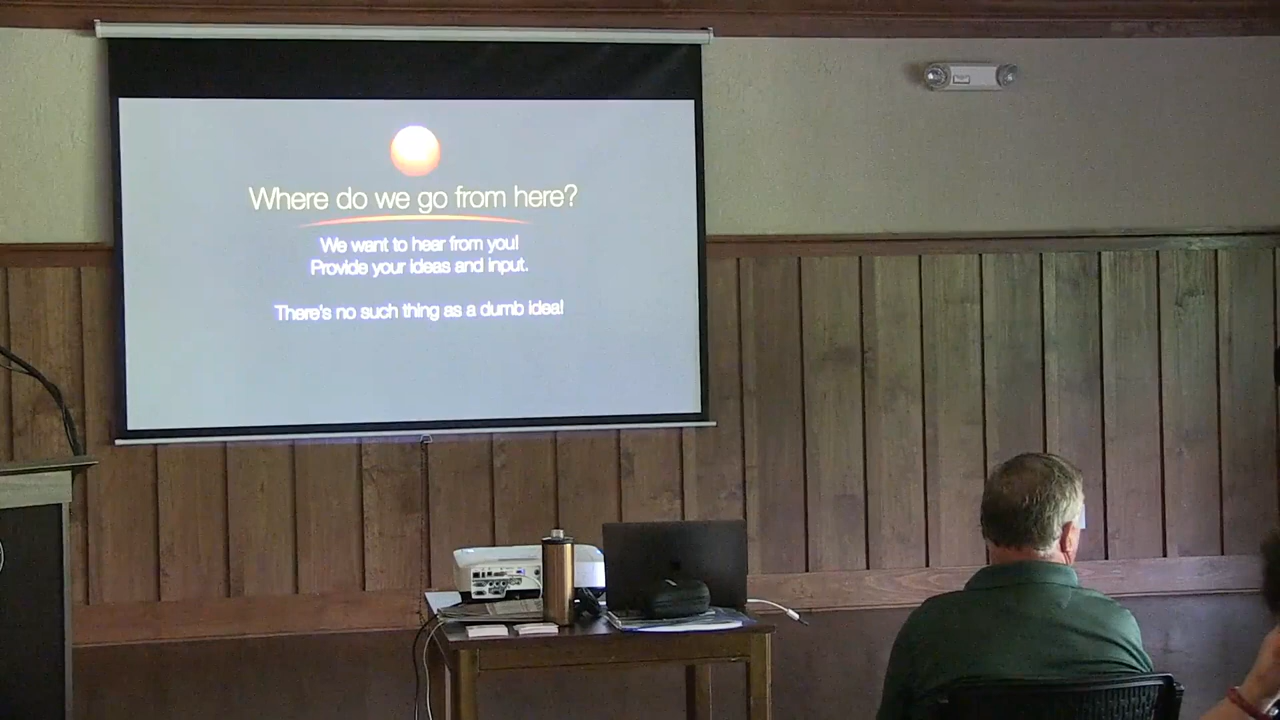 Where do we go from here?
We want to hear from you!
Provide your ideas and input.
There's no such thing as a dumb idea!